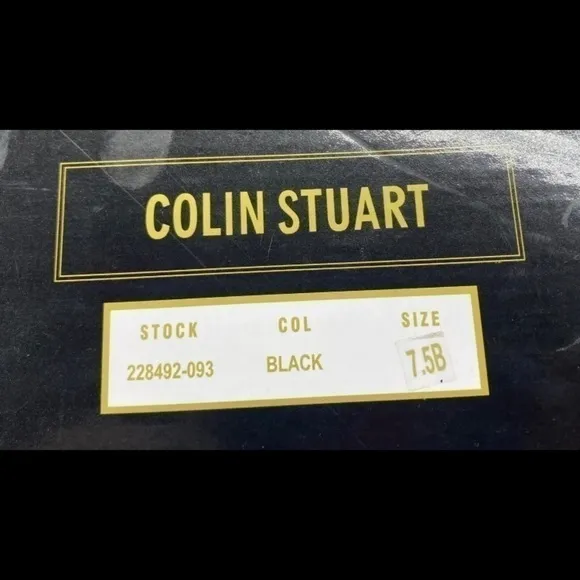 COLIN STUART
STOCK COL SIZE
228492-093 BLACK 7.5B